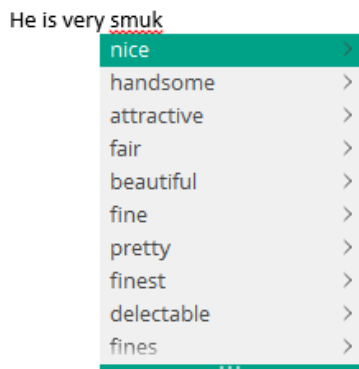 He is very smuk
nice
handsome
attractive
fair
beautiful
fine
pretty
finest
delectable
fines